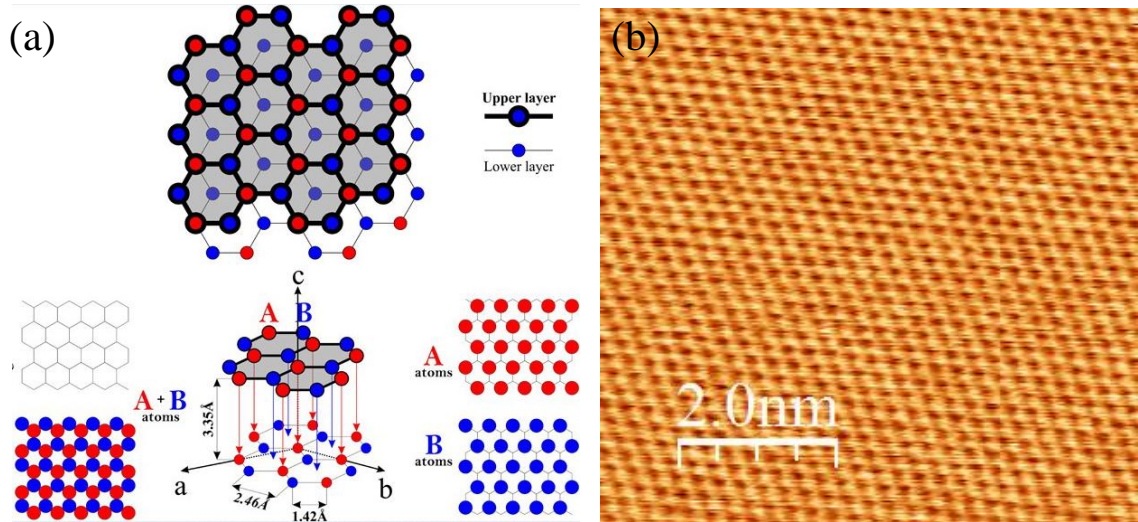 (a)
(b)
Upper layer
Lower layer
c
A B
A + B
atoms
A
atoms
B
atoms
3.35Å
a
b
2.46Å
1.42Å
2.0nm